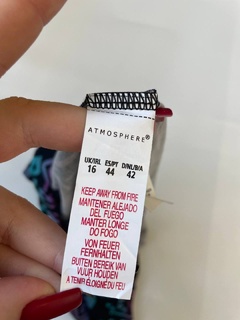 ATMOSPHERE®
UK/IRL ES/PT D/NL/B/A
16 44 42
KEEP AWAY FROM FIRE
MANTENER ALEJADO
DEL FUEGO
MANTER LONGE
DO FOGO
VON FEUER
FERNHALTEN
BUITEN BEREIK VAN
VUUR HOUDEN
A TENIR ÉLOIGNÉ DU FEU